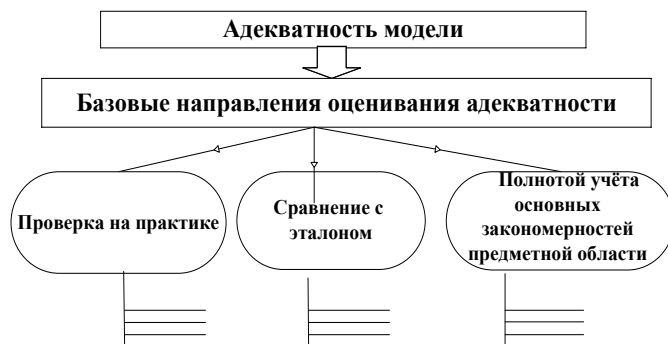 Адекватность модели
Базовые направления оценивания адекватности
Проверка на практике
Сравнение с
эталоном
Полнотой учёта
основных
закономерностей
предметной области